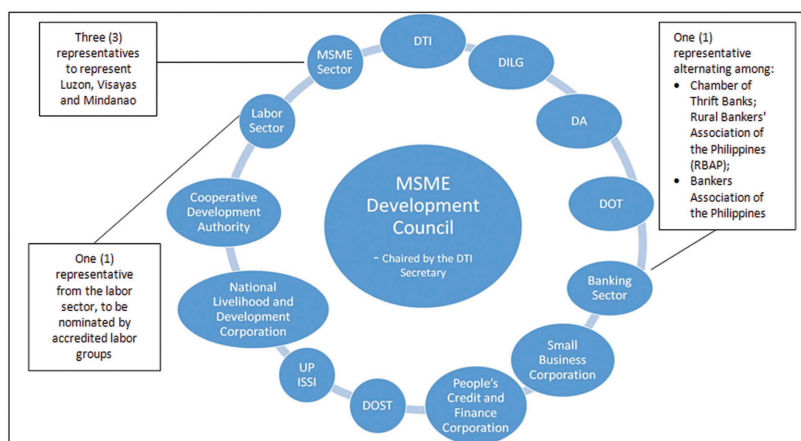 Three (3)
representatives
to represent
Luzon, Visayas
and Mindanao
MSME
Sector
DTI
DILG
DA
DOT
Banking
Sector
Small
Business
Corporation
People's
Credit and
Finance
Corporation
DOST
UP
ISSI
National
Livelihood and
Development
Corporation
Cooperative
Development
Authority
Labor
Sector
MSME
Development
Council
- Chaired by the DTI
Secretary
One (1)
representative
alternating among:
• Chamber of
Thrift Banks;
Rural Bankers'
Association of
the Philippines
(RBAP);
• Bankers
Association of
the Philippines
One (1)
representative
from the labor
sector, to be
nominated by
accredited labor
groups